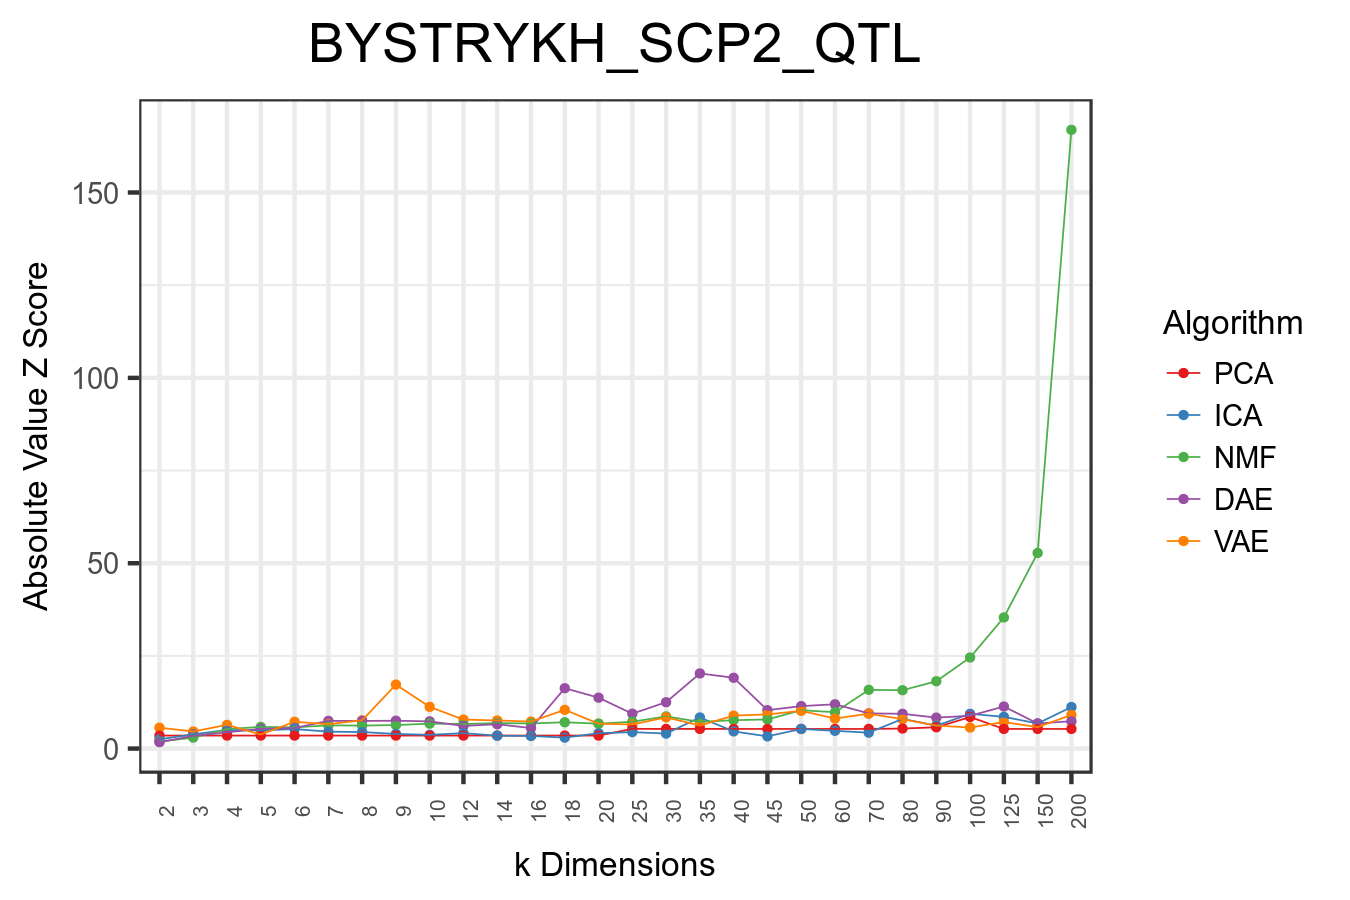 BYSTRYKH_SCP2_QTL
Absolute Value Z Score
150
100
50
0
2 3 4 5 6 7 8 9 10 12 14 16 18 20 25 30 35 40 45 50 60 70 80 90 100 125 150 200
k Dimensions
Algorithm
PCA
ICA
NMF
DAE
VAE